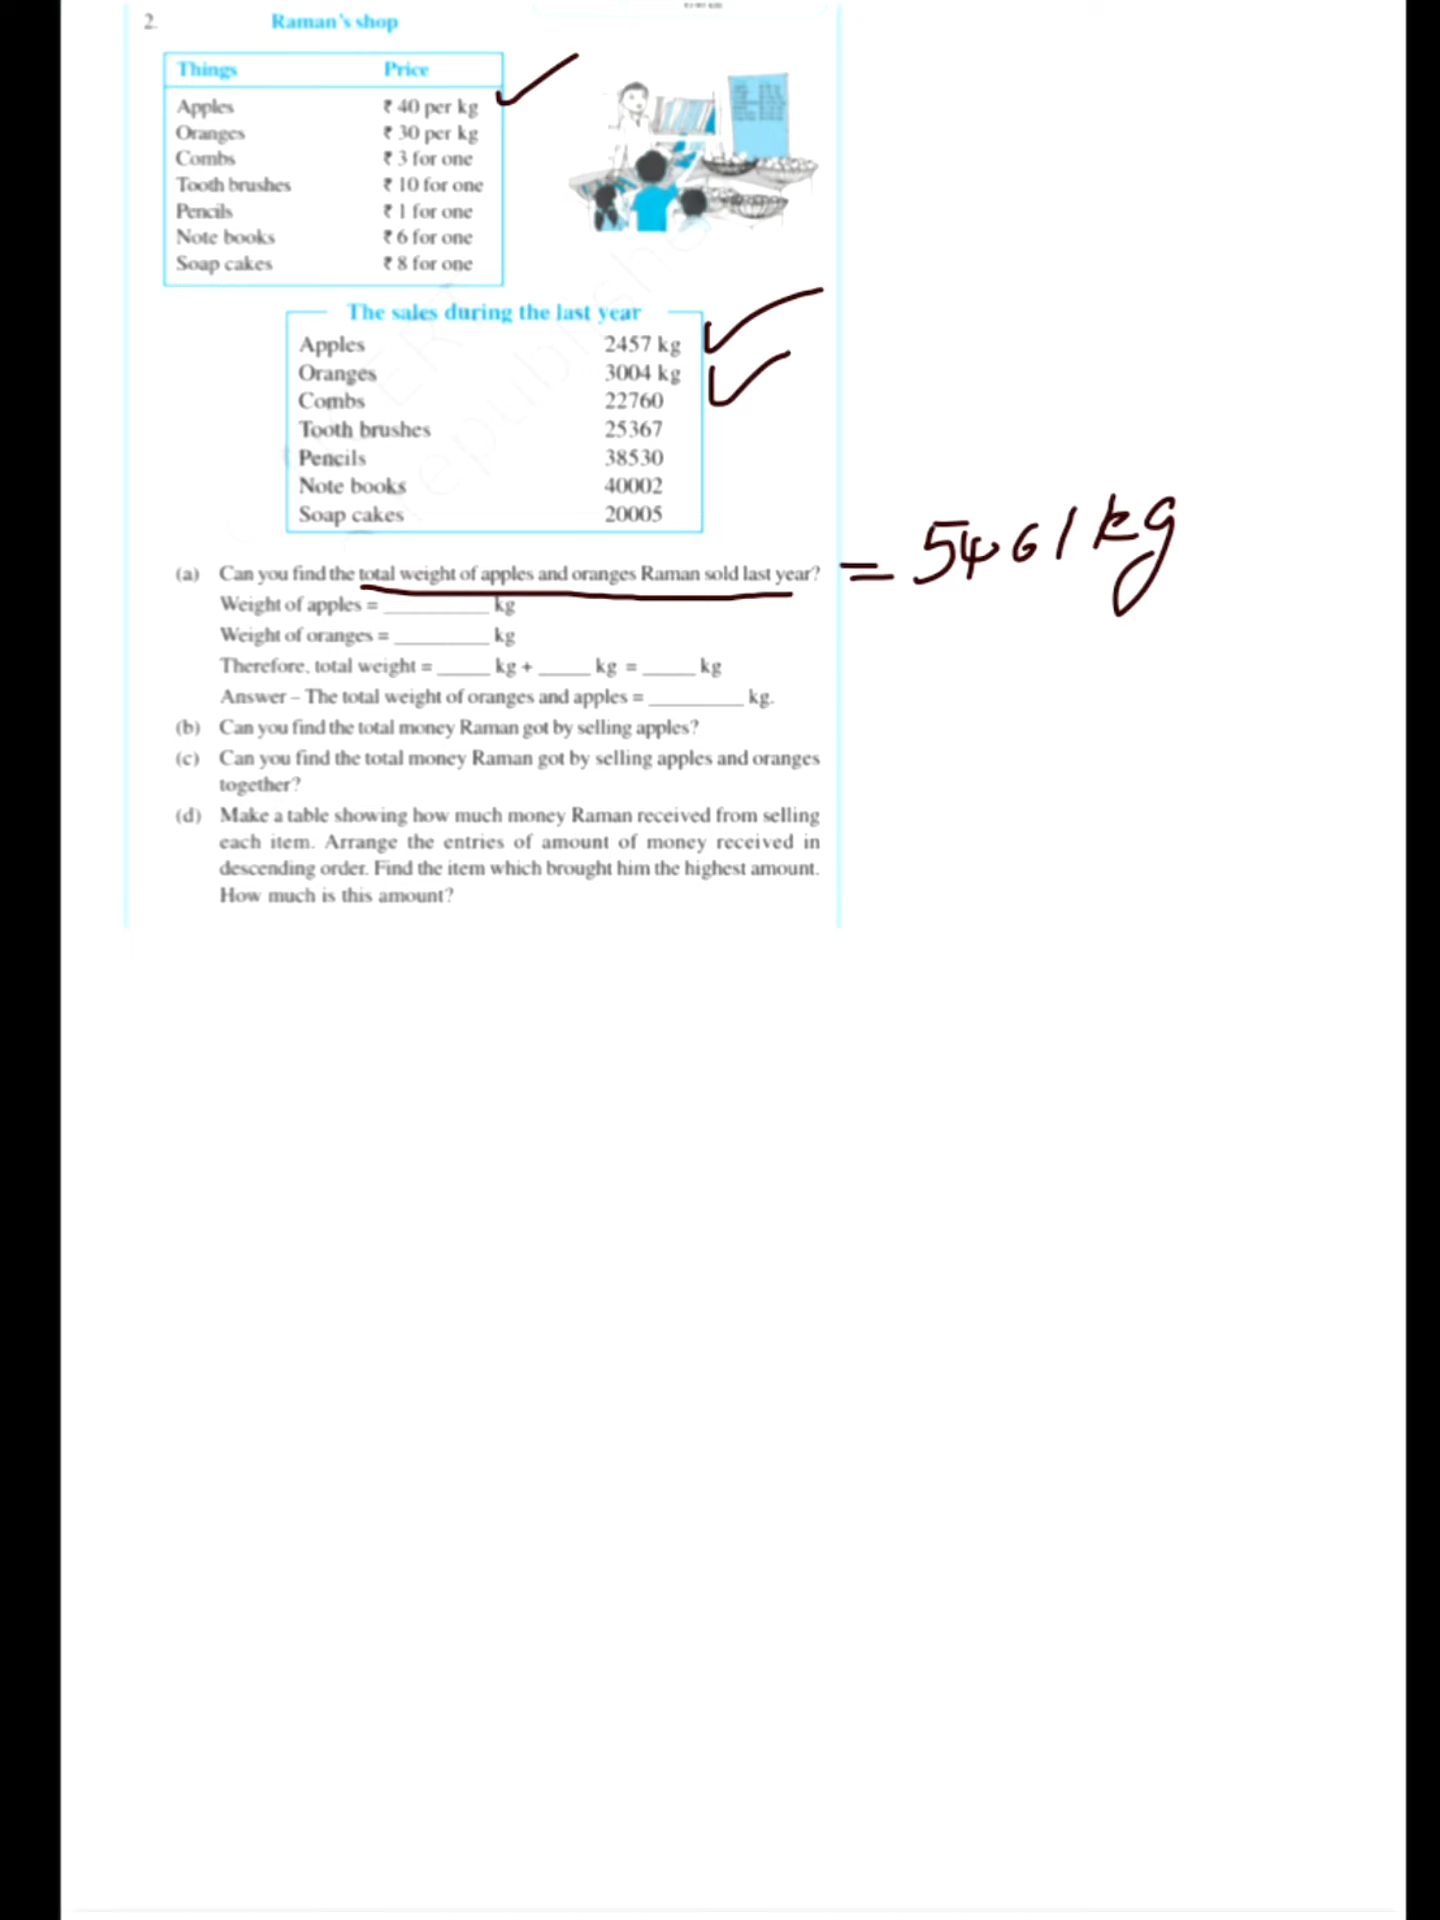 2. Raman's shop
Things Price
Apples ₹ 40 per kg
Oranges ₹ 30 per kg
Combs ₹ 3 for one
Tooth brushes ₹ 10 for one
Pencils ₹ 1 for one
Note books ₹ 6 for one
Soap cakes ₹ 8 for one
The sales during the last year
Apples 2457 kg
Oranges 3004 kg
Combs 22760
Tooth brushes 25367
Pencils 38530
Note books 40002
Soap cakes 20005
(a) Can you find the total weight of apples and oranges Raman sold last year? = 5461 kg
Weight of apples = __________ kg
Weight of oranges = _________ kg
Therefore, total weight = _____ kg + _____ kg = _____ kg
Answer – The total weight of oranges and apples = _________ kg.
(b) Can you find the total money Raman got by selling apples?
(c) Can you find the total money Raman got by selling apples and oranges
together?
(d) Make a table showing how much money Raman received from selling
each item. Arrange the entries of amount of money received in
descending order. Find the item which brought him the highest amount.
How much is this amount?